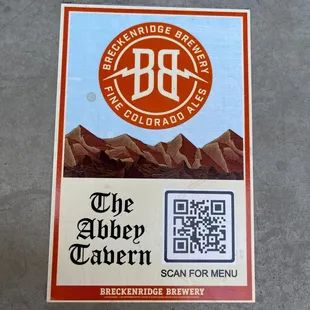 BRECKENRIDGE BREWERY
BB
FINE COLORADO ALES
The
Abbey
Tavern
SCAN FOR MENU
BRECKENRIDGE BREWERY